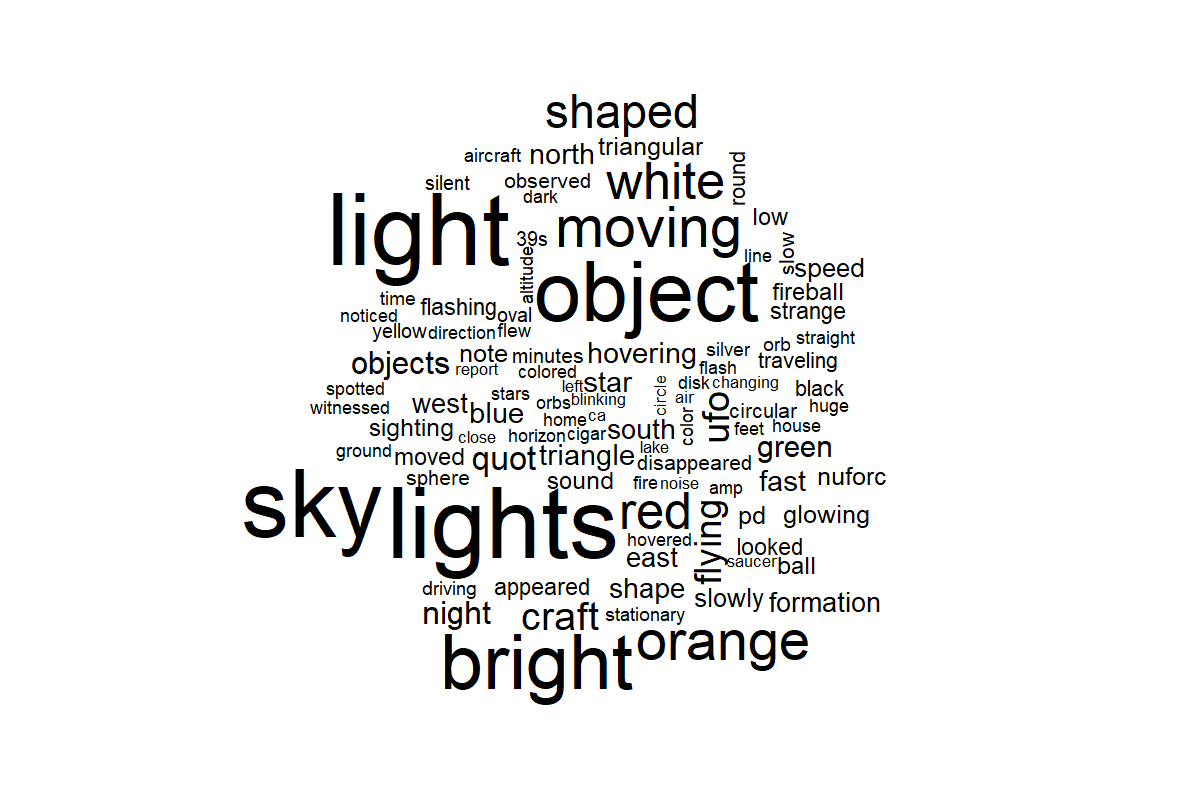 shaped
aircraft north triangular
silent observed dark white round
light 39s moving low
altitude object line slow speed
time flashing oval fireball
noticed strange
yellow direction flew
objects note minutes hovering silver orb straight
report colored flash traveling
spotted stars left star circle disk changing black
witnessed west blue orbs blinking air ufo circular huge
sighting close home ca south color feet house
horizon cigar lake green
ground moved quot triangle disappeared
sphere sound fire noise amp fast nuforc
sky lights red flying pd glowing
hovered east looked
saucer ball
driving appeared shape slowly formation
night craft stationary
bright orange